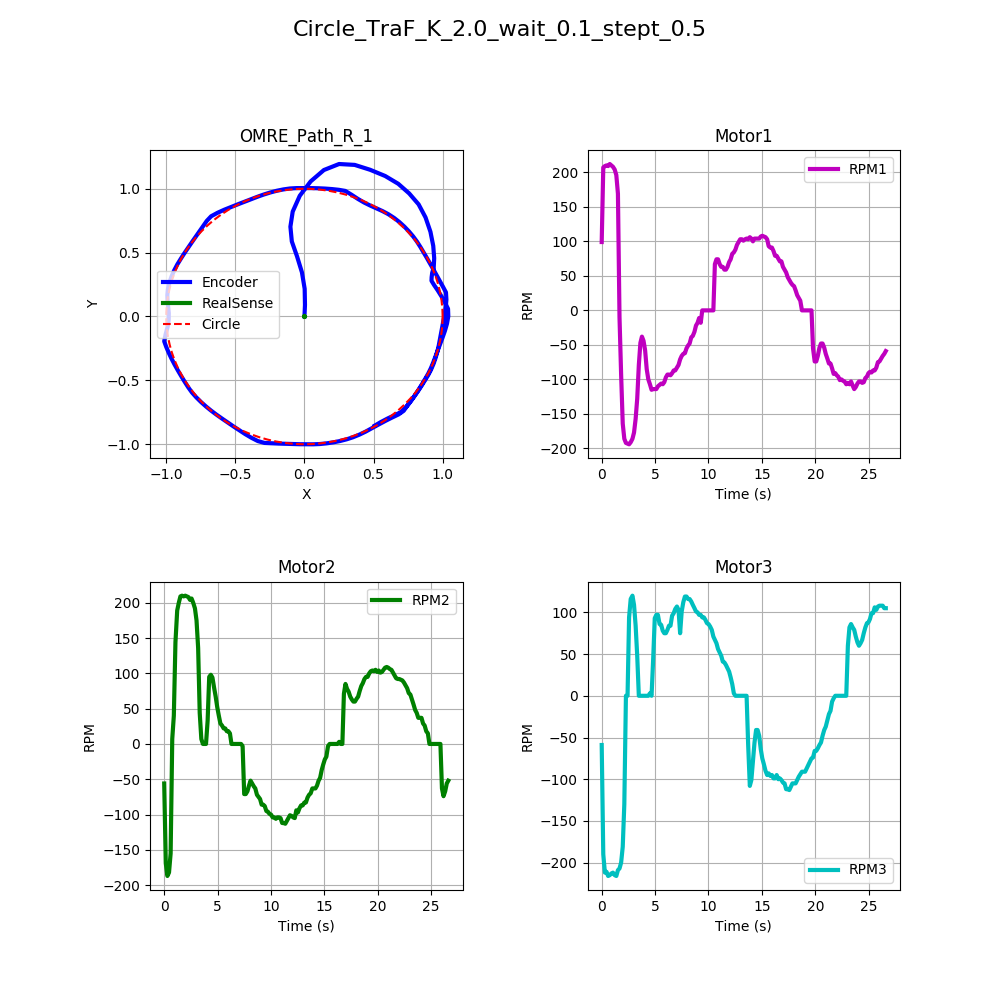 Circle_TraF_K_2.0_wait_0.1_stept_0.5
OMRE_Path_R_1
1.0
0.5
0.0
−0.5
−1.0
Y
Encoder
RealSense
Circle
−1.0 −0.5 0.0 0.5 1.0
X
Motor1
200
150
100
50
0
−50
−100
−150
−200
RPM
RPM1
0 5 10 15 20 25
Time (s)
Motor2
200
150
100
50
0
−50
−100
−150
−200
RPM
RPM2
0 5 10 15 20 25
Time (s)
Motor3
100
50
0
−50
−100
−150
−200
RPM
RPM3
0 5 10 15 20 25
Time (s)